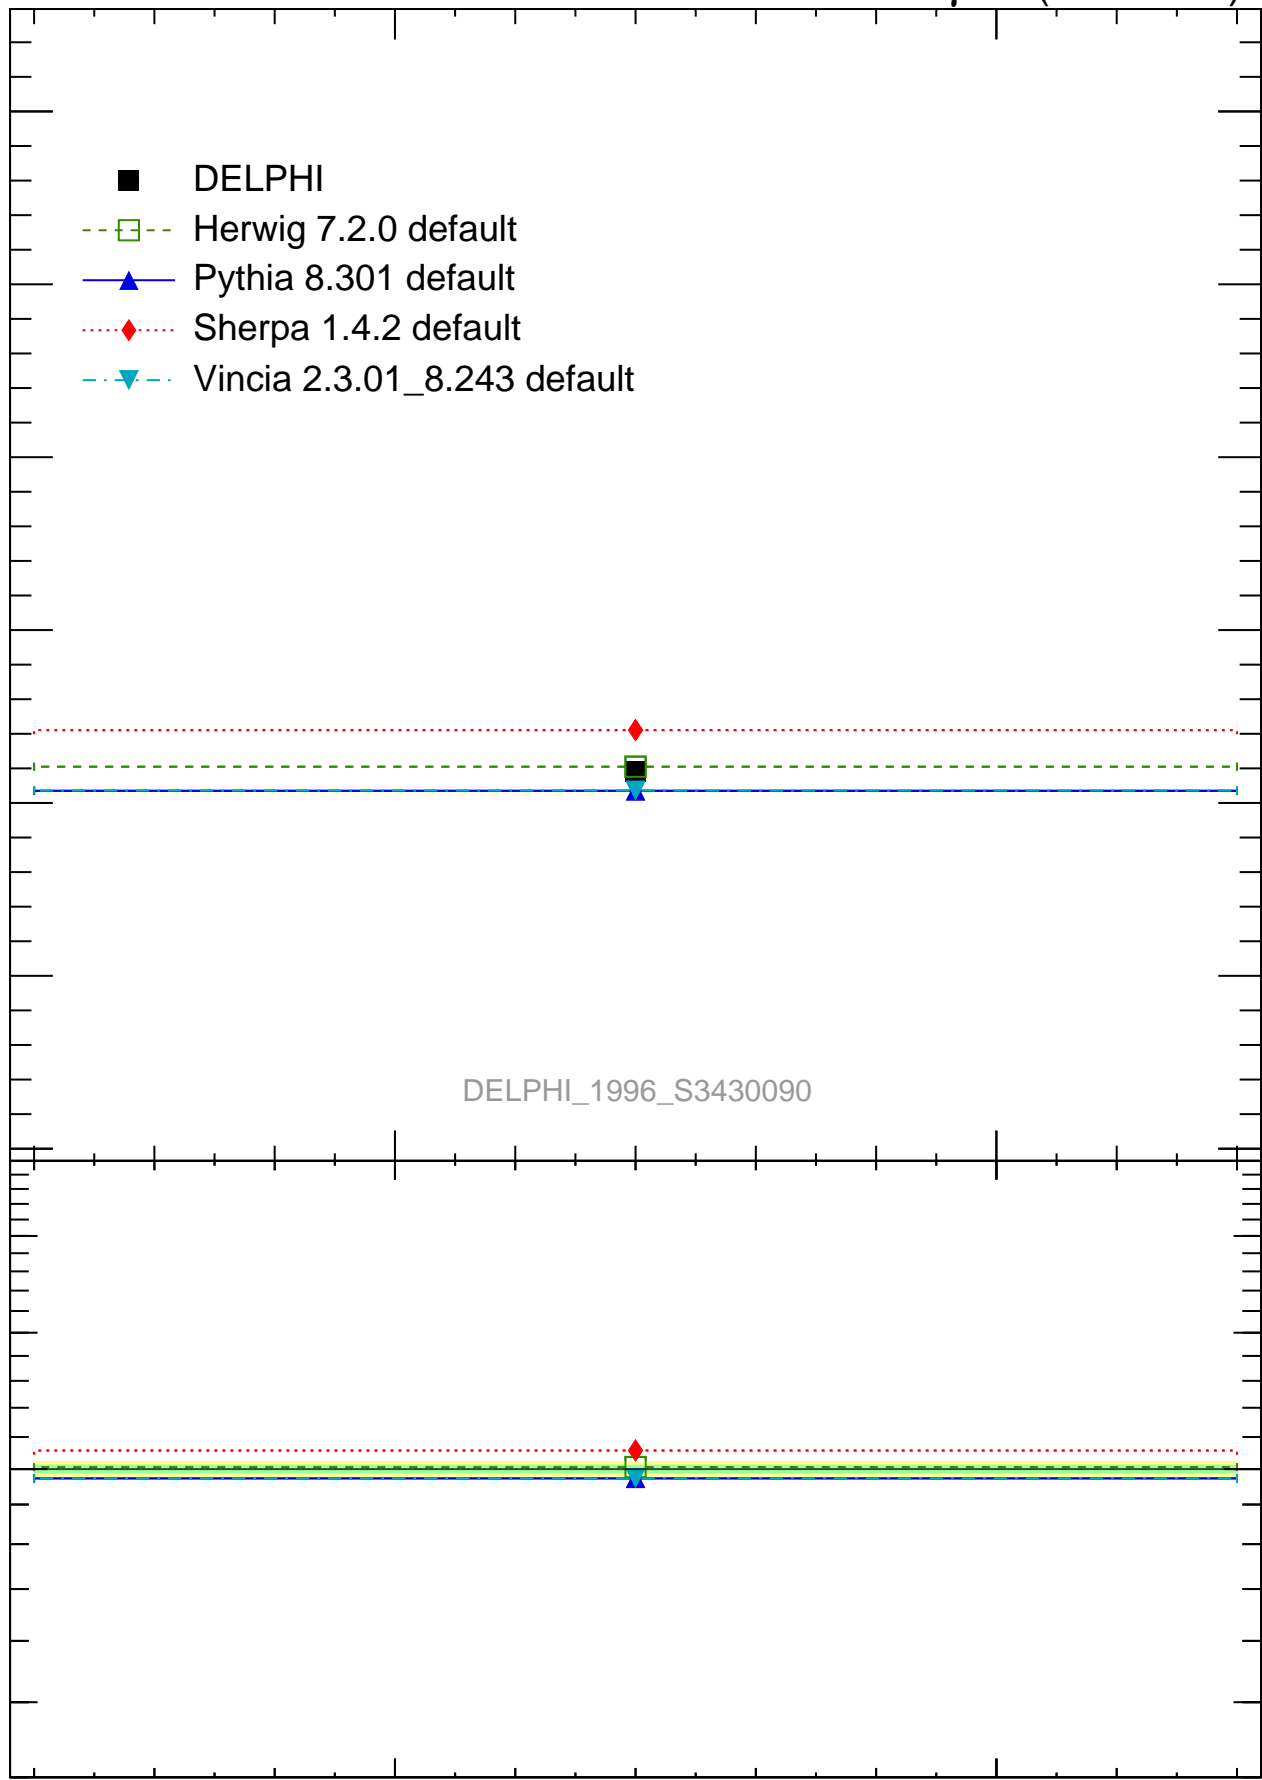 DELPHI
Herwig 7.2.0 default
Pythia 8.301 default
Sherpa 1.4.2 default
Vincia 2.3.01_8.243 default
DELPHI_1996_S3430090